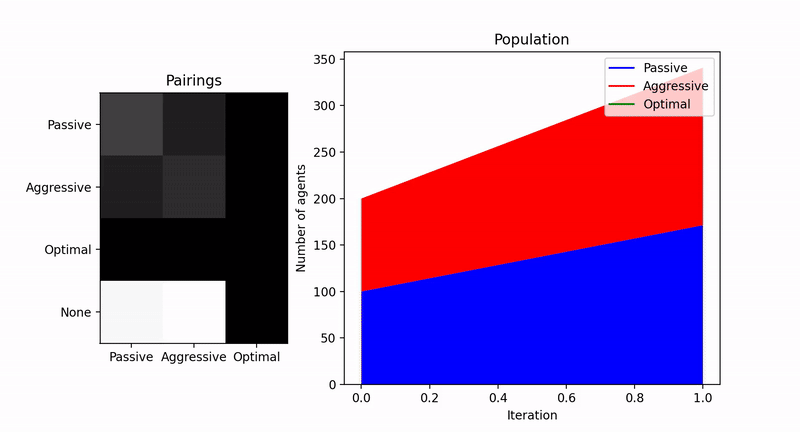 Pairings
Passive
Aggressive
Optimal
None
Passive Aggressive Optimal
Population
Passive
Aggressive
Optimal
Number of agents
350
300
250
200
150
100
50
0
0.0 0.2 0.4 0.6 0.8 1.0
Iteration